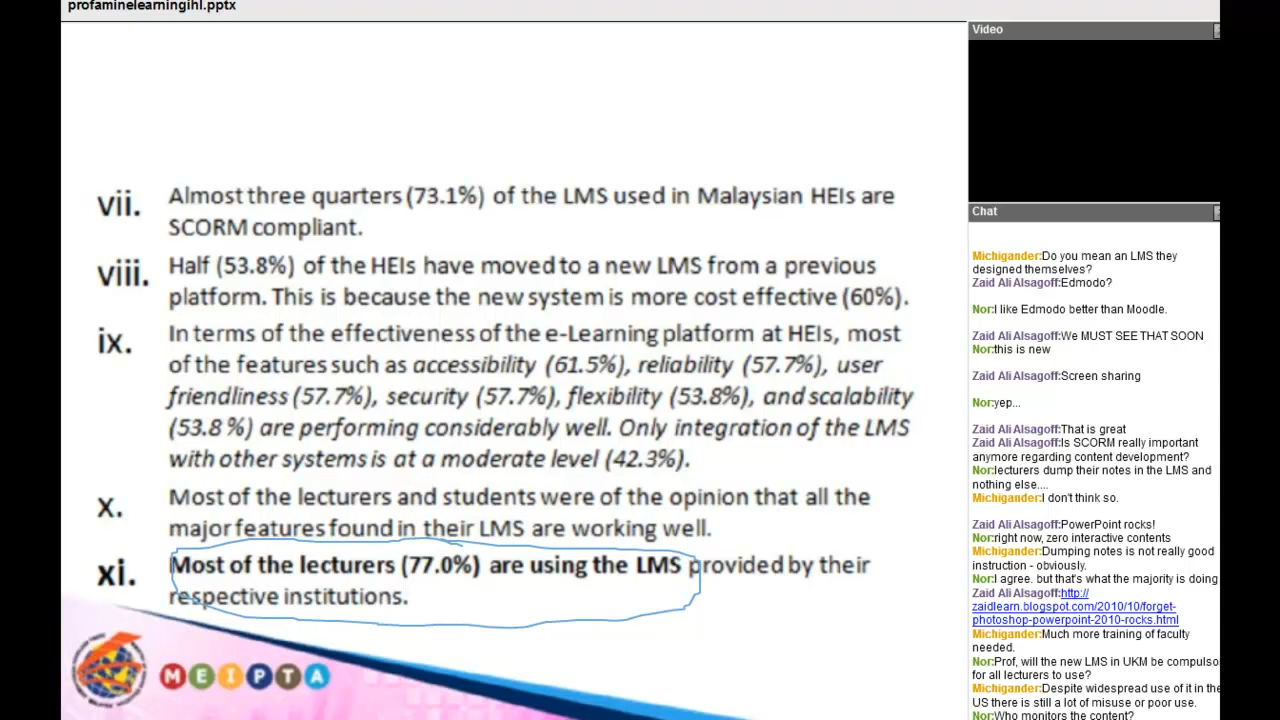 profaminelearningihl.pptx
vii. Almost three quarters (73.1%) of the LMS used in Malaysian HEIs are
SCORM compliant.
viii. Half (53.8%) of the HEIs have moved to a new LMS from a previous
platform. This is because the new system is more cost effective (60%).
ix. In terms of the effectiveness of the e-Learning platform at HEIs, most
of the features such as accessibility (61.5%), reliability (57.7%), user
friendliness (57.7%), security (57.7%), flexibility (53.8%), and scalability
(53.8 %) are performing considerably well. Only integration of the LMS
with other systems is at a moderate level (42.3%).
x. Most of the lecturers and students were of the opinion that all the
major features found in their LMS are working well.
xi. Most of the lecturers (77.0%) are using the LMS provided by their
respective institutions.
MEIPTA
Video
Chat
Michigander:Do you mean an LMS they
designed themselves?
Zaid Ali Alsagoff:Edmodo?
Nor:I like Edmodo better than Moodle.
Zaid Ali Alsagoff:We MUST SEE THAT SOON
Nor:this is new
Zaid Ali Alsagoff:Screen sharing
Nor:yep...
Zaid Ali Alsagoff:That is great
Zaid Ali Alsagoff:Is SCORM really important
anymore regarding content development?
Nor:lecturers dump their notes in the LMS and
nothing else....
Michigander:I don't think so.
Zaid Ali Alsagoff:PowerPoint rocks!
Nor:right now, zero interactive contents
Michigander:Dumping notes is not really good
instruction - obviously.
Nor:I agree. but that's what the majority is doing
Zaid Ali Alsagoff:http://
zaidlearn.blogspot.com/2010/10/forget-
photoshop-powerpoint-2010-rocks.html
Michigander:Much more training of faculty
needed.
Nor:Prof, will the new LMS in UKM be compulso
for all lecturers to use?
Michigander:Despite widespread use of it in the
US there is still a lot of misuse or poor use.
Nor:Who monitors the content?